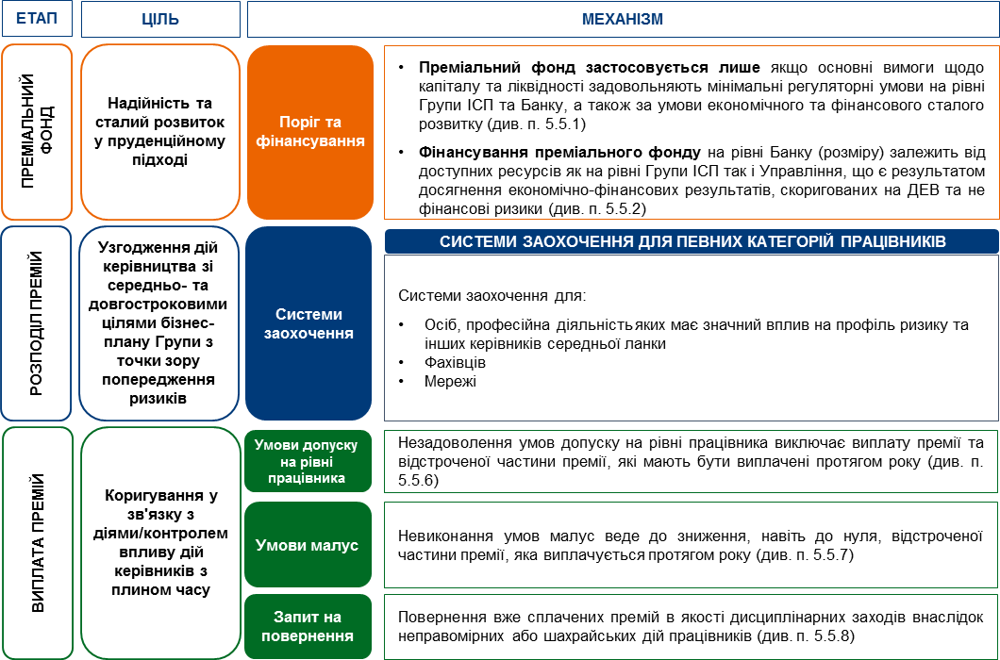 ЕТАП
ЦІЛЬ
МЕХАНІЗМ
ПРЕМІАЛЬНИЙ
ФОНД
Надійність та
сталий розвиток
у пруденційному
підході
Поріг та
фінансування
• Преміальний фонд застосовується лише якщо основні вимоги щодо
капіталу та ліквідності задовольняють мінімальні регуляторні умови на рівні
Групи ІСП та Банку, а також за умови економічного та фінансового сталого
розвитку (див. п. 5.5.1)
• Фінансування преміального фонду на рівні Банку (розміру) залежить від
доступних ресурсів як на рівні Групи ІСП так і Управління, що є результатом
досягнення економічно-фінансових результатів, скоригованих на ДЕВ та не
фінансові ризики (див. п. 5.5.2)
РОЗПОДІЛ ПРЕМІЙ
Узгодження дій
керівництва зі
середньо- та
довгостроковими
цілями бізнес-
плану Групи з
точки зору
попередження
ризиків
Системи
заохочення
СИСТЕМИ ЗАОХОЧЕННЯ ДЛЯ ПЕВНИХ КАТЕГОРІЙ ПРАЦІВНИКІВ
Системи заохочення для:
• Осіб, професійна діяльність яких має значний вплив на профіль ризику та
інших керівників середньої ланки
• Фахівців
• Мережі
ВИПЛАТА ПРЕМІЙ
Коригування у
зв'язку з
діями/контролем
впливу дій
керівників з
плином часу
Умови допуску
на рівні
працівника
Незадоволення умов допуску на рівні працівника виключає виплату премії та
відстроченої частини премії, які мають бути виплачені протягом року (див. п.
5.5.6)
Умови малус
Невиконання умов малус веде до зниження, навіть до нуля, відстроченої
частини премії, яка виплачується протягом року (див. п. 5.5.7)
Запит на
повернення
Повернення вже сплачених премій в якості дисциплінарних заходів внаслідок
неправомірних або шахрайських дій працівників (див. п. 5.5.8)